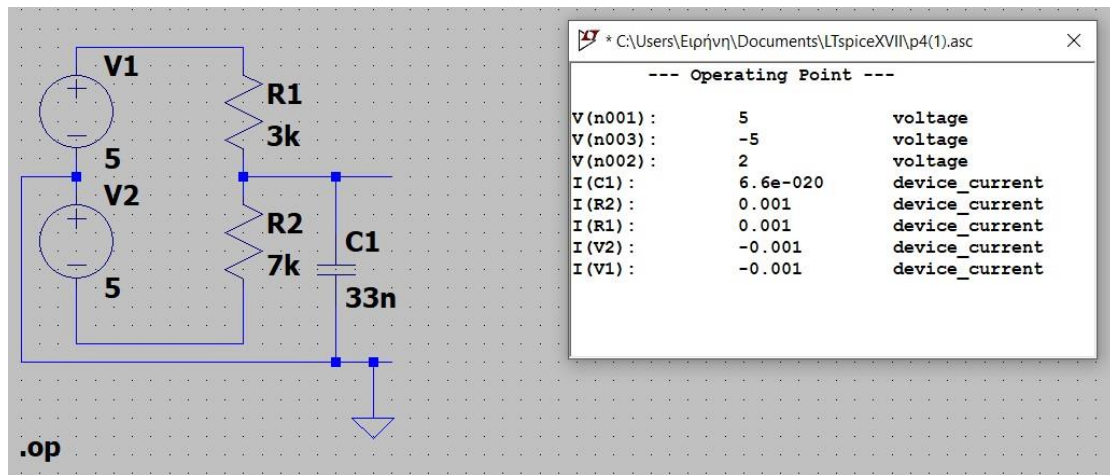 V1
5
R1
3k
V2
5
R2
7k
C1
33n
.op
* C:\Users\Ειρήνη\Documents\LTspiceXVII\p4(1).asc
--- Operating Point ---
V(n001): 5 voltage
V(n003): -5 voltage
V(n002): 2 voltage
I(C1): 6.6e-020 device_current
I(R2): 0.001 device_current
I(R1): 0.001 device_current
I(V2): -0.001 device_current
I(V1): -0.001 device_current